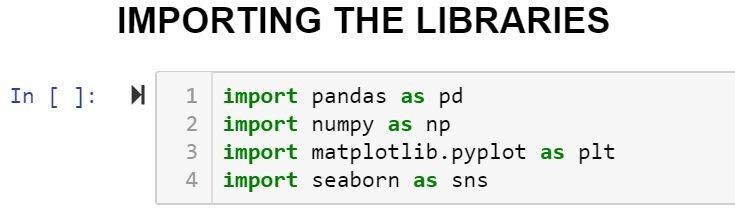 IMPORTING THE LIBRARIES
In [ ]:
1 import pandas as pd
2 import numpy as np
3 import matplotlib.pyplot as plt
4 import seaborn as sns